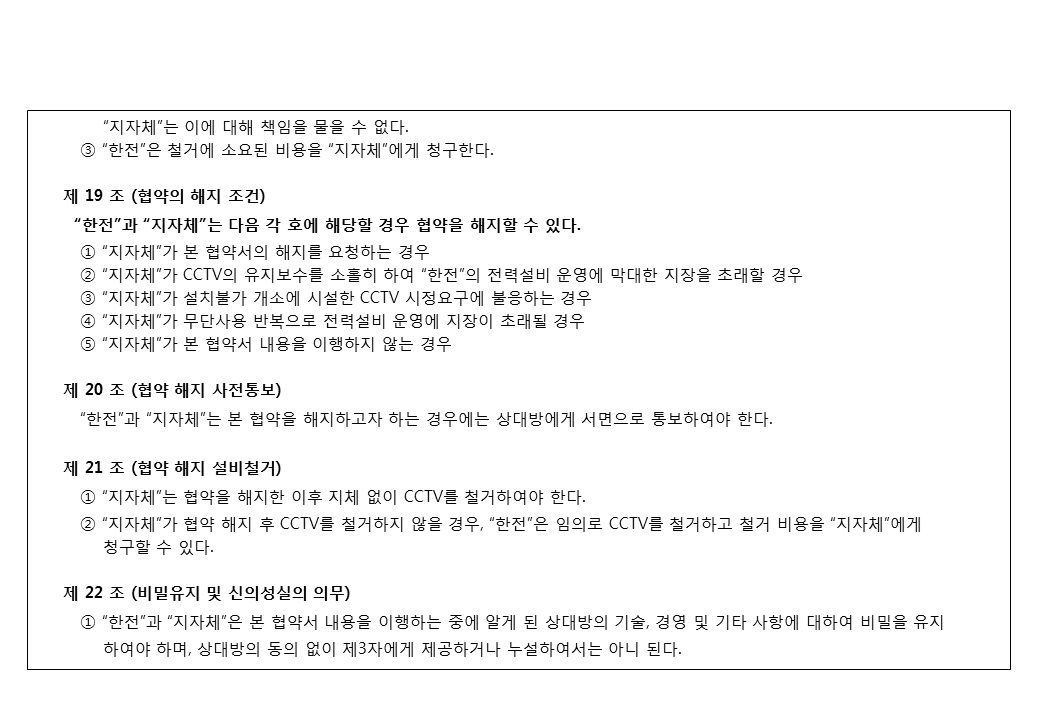 “지자체”는 이에 대해 책임을 물을 수 없다.
③ “한전”은 철거에 소요된 비용을 “지자체”에게 청구한다.
제 19 조 (협약의 해지 조건)
“한전”과 “지자체”는 다음 각 호에 해당할 경우 협약을 해지할 수 있다.
① “지자체”가 본 협약서의 해지를 요청하는 경우
② “지자체”가 CCTV의 유지보수를 소홀히 하여 “한전”의 전력설비 운영에 막대한 지장을 초래할 경우
③ “지자체”가 설치불가 개소에 시설한 CCTV 시정요구에 불응하는 경우
④ “지자체”가 무단사용 반복으로 전력설비 운영에 지장이 초래될 경우
⑤ “지자체”가 본 협약서 내용을 이행하지 않는 경우
제 20 조 (협약 해지 사전통보)
“한전”과 “지자체”는 본 협약을 해지하고자 하는 경우에는 상대방에게 서면으로 통보하여야 한다.
제 21 조 (협약 해지 설비철거)
① “지자체”는 협약을 해지한 이후 지체 없이 CCTV를 철거하여야 한다.
② “지자체”가 협약 해지 후 CCTV를 철거하지 않을 경우, “한전”은 임의로 CCTV를 철거하고 철거 비용을 “지자체”에게
청구할 수 있다.
제 22 조 (비밀유지 및 신의성실의 의무)
① “한전”과 “지자체”은 본 협약서 내용을 이행하는 중에 알게 된 상대방의 기술, 경영 및 기타 사항에 대하여 비밀을 유지
하여야 하며, 상대방의 동의 없이 제3자에게 제공하거나 누설하여서는 아니 된다.